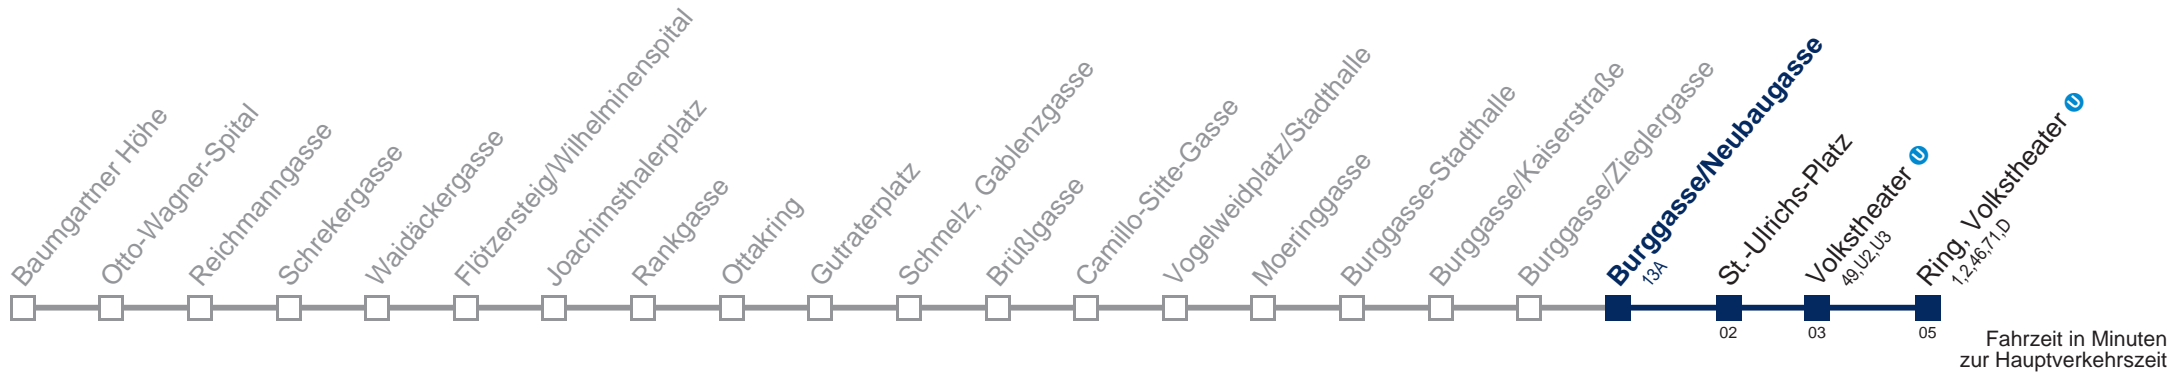 Baumgartner Höhe
Otto-Wagner-Spital
Reichmanngasse
Schrekergasse
Waidäckergasse
Flötzersteig/Wilhelminenspital
Joachimsthalerplatz
Rankgasse
Ottakring
Gutraterplatz
Schmelz, Gablenzgasse
Brüßlgasse
Camillo-Sitte-Gasse
Vogelweidplatz/Stadthalle
Moeringgasse
Burggasse-Stadthalle
Burggasse/Kaiserstraße
Burggasse/Zieglergasse
Burggasse/Neubaugasse
13A
St.-Ulrichs-Platz
Volkstheater U
49,U2,U3
Ring, Volkstheater U
1,2,46,71,D
02
03
05
Fahrzeit in Minuten
zur Hauptverkehrszeit